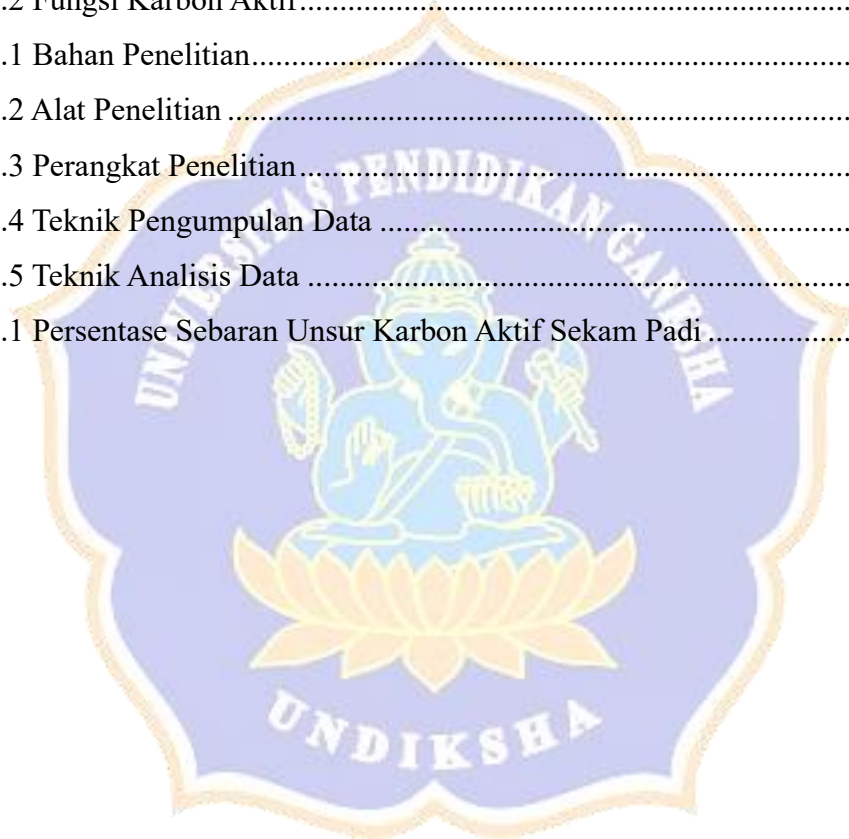 .2 Fungsi Karbon Aktif.......................................................................
.1 Bahan Penelitian............................................................................
.2 Alat Penelitian ...............................................................................
.3 Perangkat Penelitian......................................................................
.4 Teknik Pengumpulan Data ............................................................
.5 Teknik Analisis Data .....................................................................
.1 Persentase Sebaran Unsur Karbon Aktif Sekam Padi ..................
UNIVERSITAS PENDIDIKAN GANESHA
UNDIKSHA